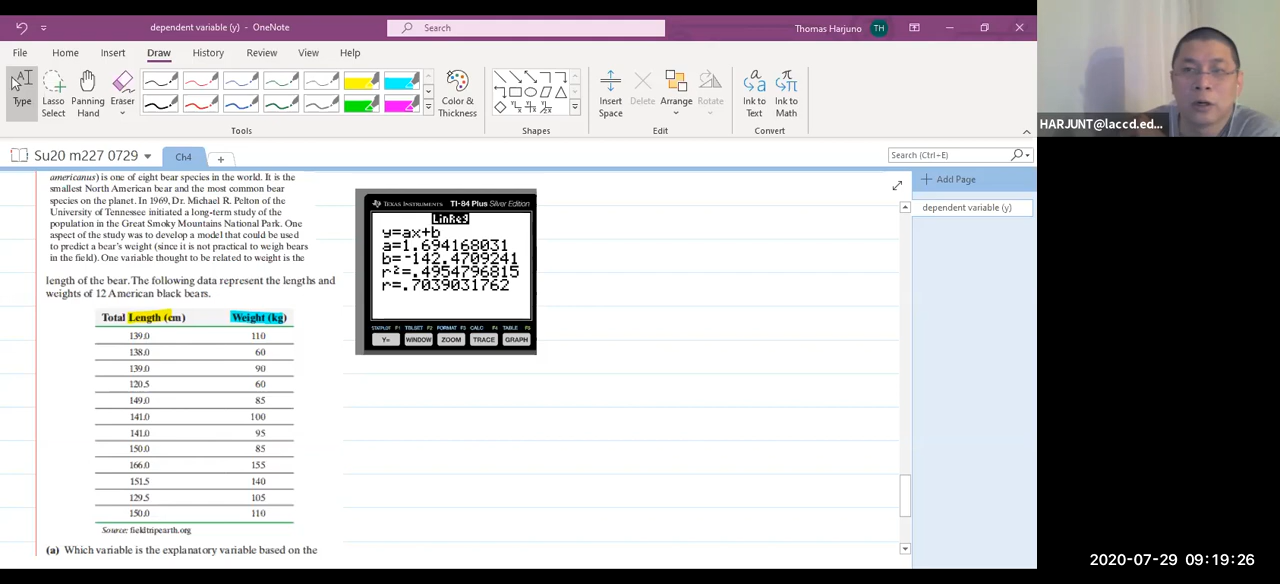 dependent variable (y) - OneNote
Search
Thomas Harjuno
TH
File
Home
Insert
Draw
History
Review
View
Help
Type
Lasso Select
Panning Hand
Eraser
Color & Thickness
Insert Space
Delete
Arrange
Rotate
Ink to Text
Ink to Math
Tools
Shapes
Edit
Convert
HARJUNT@laccd.ed...
Su20 m227 0729
Ch4
Search (Ctrl+E)
Add Page
dependent variable (y)
americanus) is one of eight bear species in the world. It is the
smallest North American bear and the most common bear
species on the planet. In 1969, Dr. Michael R. Pelton of the
University of Tennessee initiated a long-term study of the
population in the Great Smoky Mountains National Park. One
aspect of the study was to develop a model that could be used
to predict a bear's weight (since it is not practical to weigh bears
in the field). One variable thought to be related to weight is the
length of the bear. The following data represent the lengths and
weights of 12 American black bears.
Total Length (cm) Weight (kg)
139.0 110
138.0 60
139.0 90
120.5 60
149.0 85
141.0 100
141.0 95
150.0 85
166.0 155
151.5 140
129.5 105
150.0 110
Source: fieldtripearth.org
(a) Which variable is the explanatory variable based on the
TEXAS INSTRUMENTS TI-84 Plus Silver Edition
LinReg
y=ax+b
a=1.694168031
b=-142.4709241
r²=.4954796815
r=.7039031762
STAT PLOT F1 TBLSET F2 FORMAT F3 CALC F4 TABLE F5
Y= WINDOW ZOOM TRACE GRAPH
2020-07-29 09:19:26